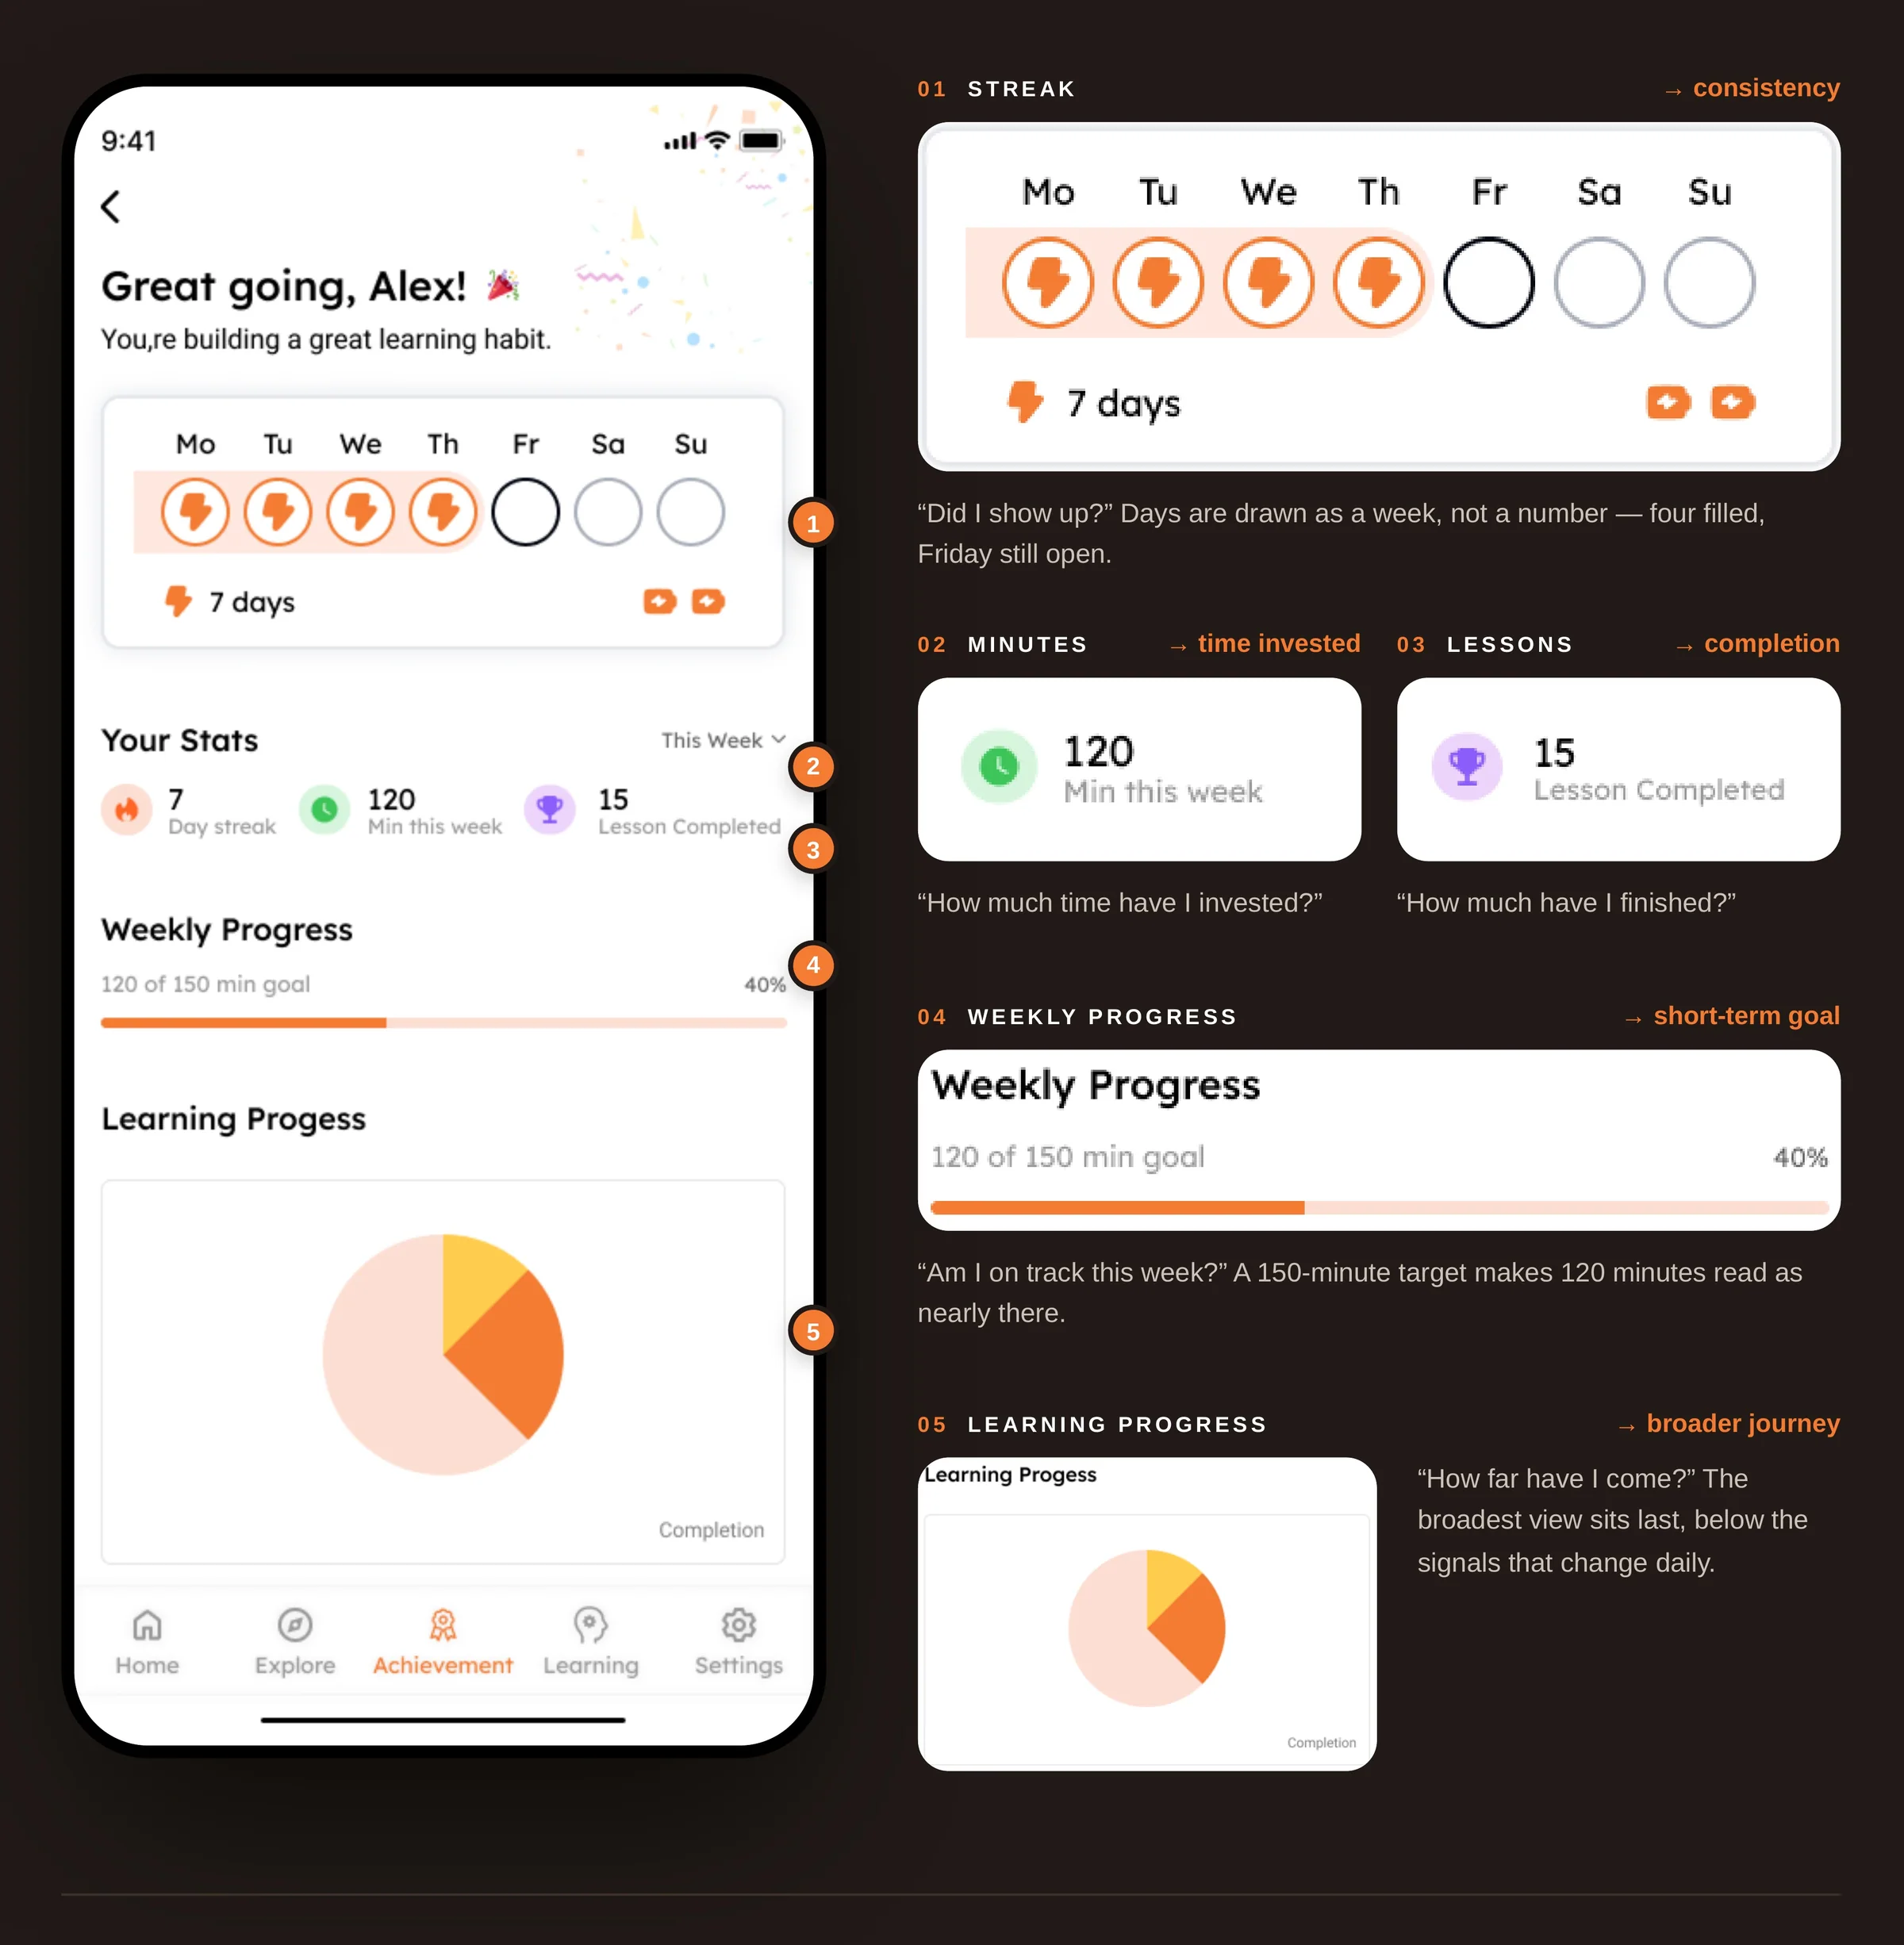 9:41
Great going, Alex! 🎉
You,re building a great learning habit.
Mo Tu We Th Fr Sa Su
7 days
Your Stats This Week
7 120 15
Day streak Min this week Lesson Completed
Weekly Progress
120 of 150 min goal 40%
Learning Progess
Completion
Home Explore Achievement Learning Settings
1
2
3
4
5
01 STREAK → consistency
Mo Tu We Th Fr Sa Su
7 days
“Did I show up?” Days are drawn as a week, not a number — four filled,
Friday still open.
02 MINUTES → time invested
120
Min this week
“How much time have I invested?”
03 LESSONS → completion
15
Lesson Completed
“How much have I finished?”
04 WEEKLY PROGRESS → short-term goal
Weekly Progress
120 of 150 min goal 40%
“Am I on track this week?” A 150-minute target makes 120 minutes read as
nearly there.
05 LEARNING PROGRESS → broader journey
Learning Progess
Completion
“How far have I come?” The
broadest view sits last, below the
signals that change daily.